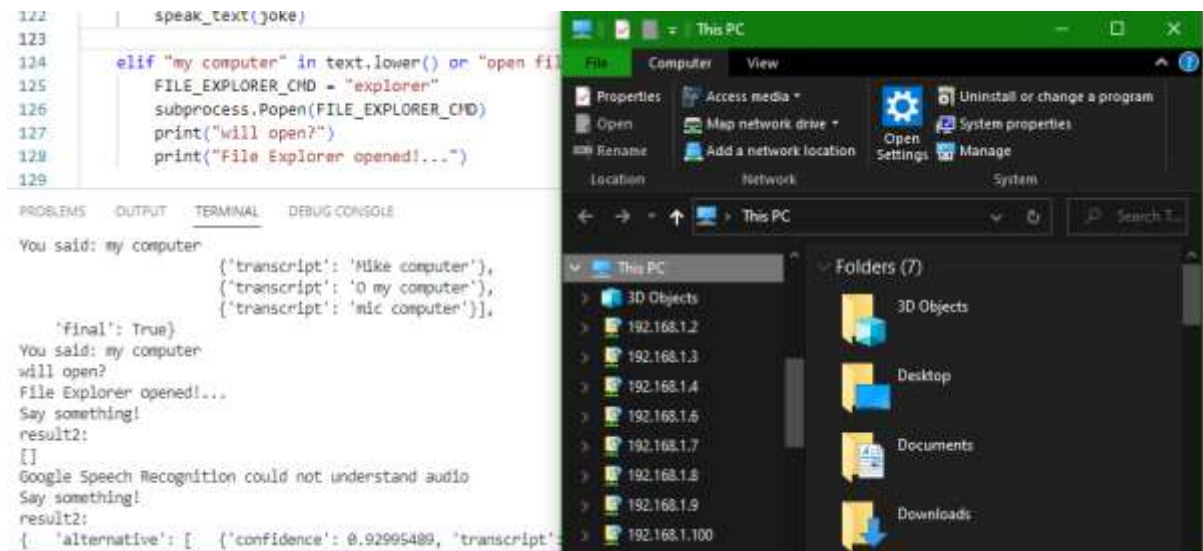 122 speak_text(joke)
123
124 elif "my computer" in text.lower() or "open fil
125 FILE_EXPLORER_CMD = "explorer"
126 subprocess.Popen(FILE_EXPLORER_CMD)
127 print("will open?")
128 print("File Explorer opened!...")
129
PROBLEMS OUTPUT TERMINAL DEBUG CONSOLE
You said: my computer
{'transcript': 'Mike computer'},
{'transcript': 'O my computer'},
{'transcript': 'mic computer'}],
'final': True}
You said: my computer
will open?
File Explorer opened!...
Say something!
result2:
[]
Google Speech Recognition could not understand audio
Say something!
result2:
{ 'alternative': [ {'confidence': 0.92995489, 'transcript':
This PC
File Computer View
Properties
Open
Rename
Location
Access media
Map network drive
Add a network location
Network
Open Settings
Uninstall or change a program
System properties
Manage
System
This PC
Search T...
This PC
3D Objects
192.168.1.2
192.168.1.3
192.168.1.4
192.168.1.6
192.168.1.7
192.168.1.8
192.168.1.9
192.168.1.100
Folders (7)
3D Objects
Desktop
Documents
Downloads